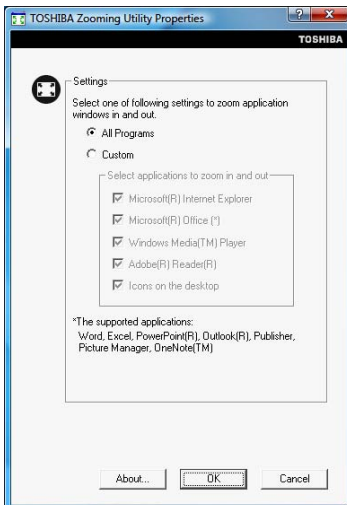 TOSHIBA Zooming Utility Properties
TOSHIBA
Settings
Select one of following settings to zoom application
windows in and out.
All Programs
Custom
Select applications to zoom in and out
Microsoft(R) Internet Explorer
Microsoft(R) Office (*)
Windows Media(TM) Player
Adobe(R) Reader(R)
Icons on the desktop
*The supported applications:
Word, Excel, PowerPoint(R), Outlook(R), Publisher,
Picture Manager, OneNote(TM)
About... OK Cancel